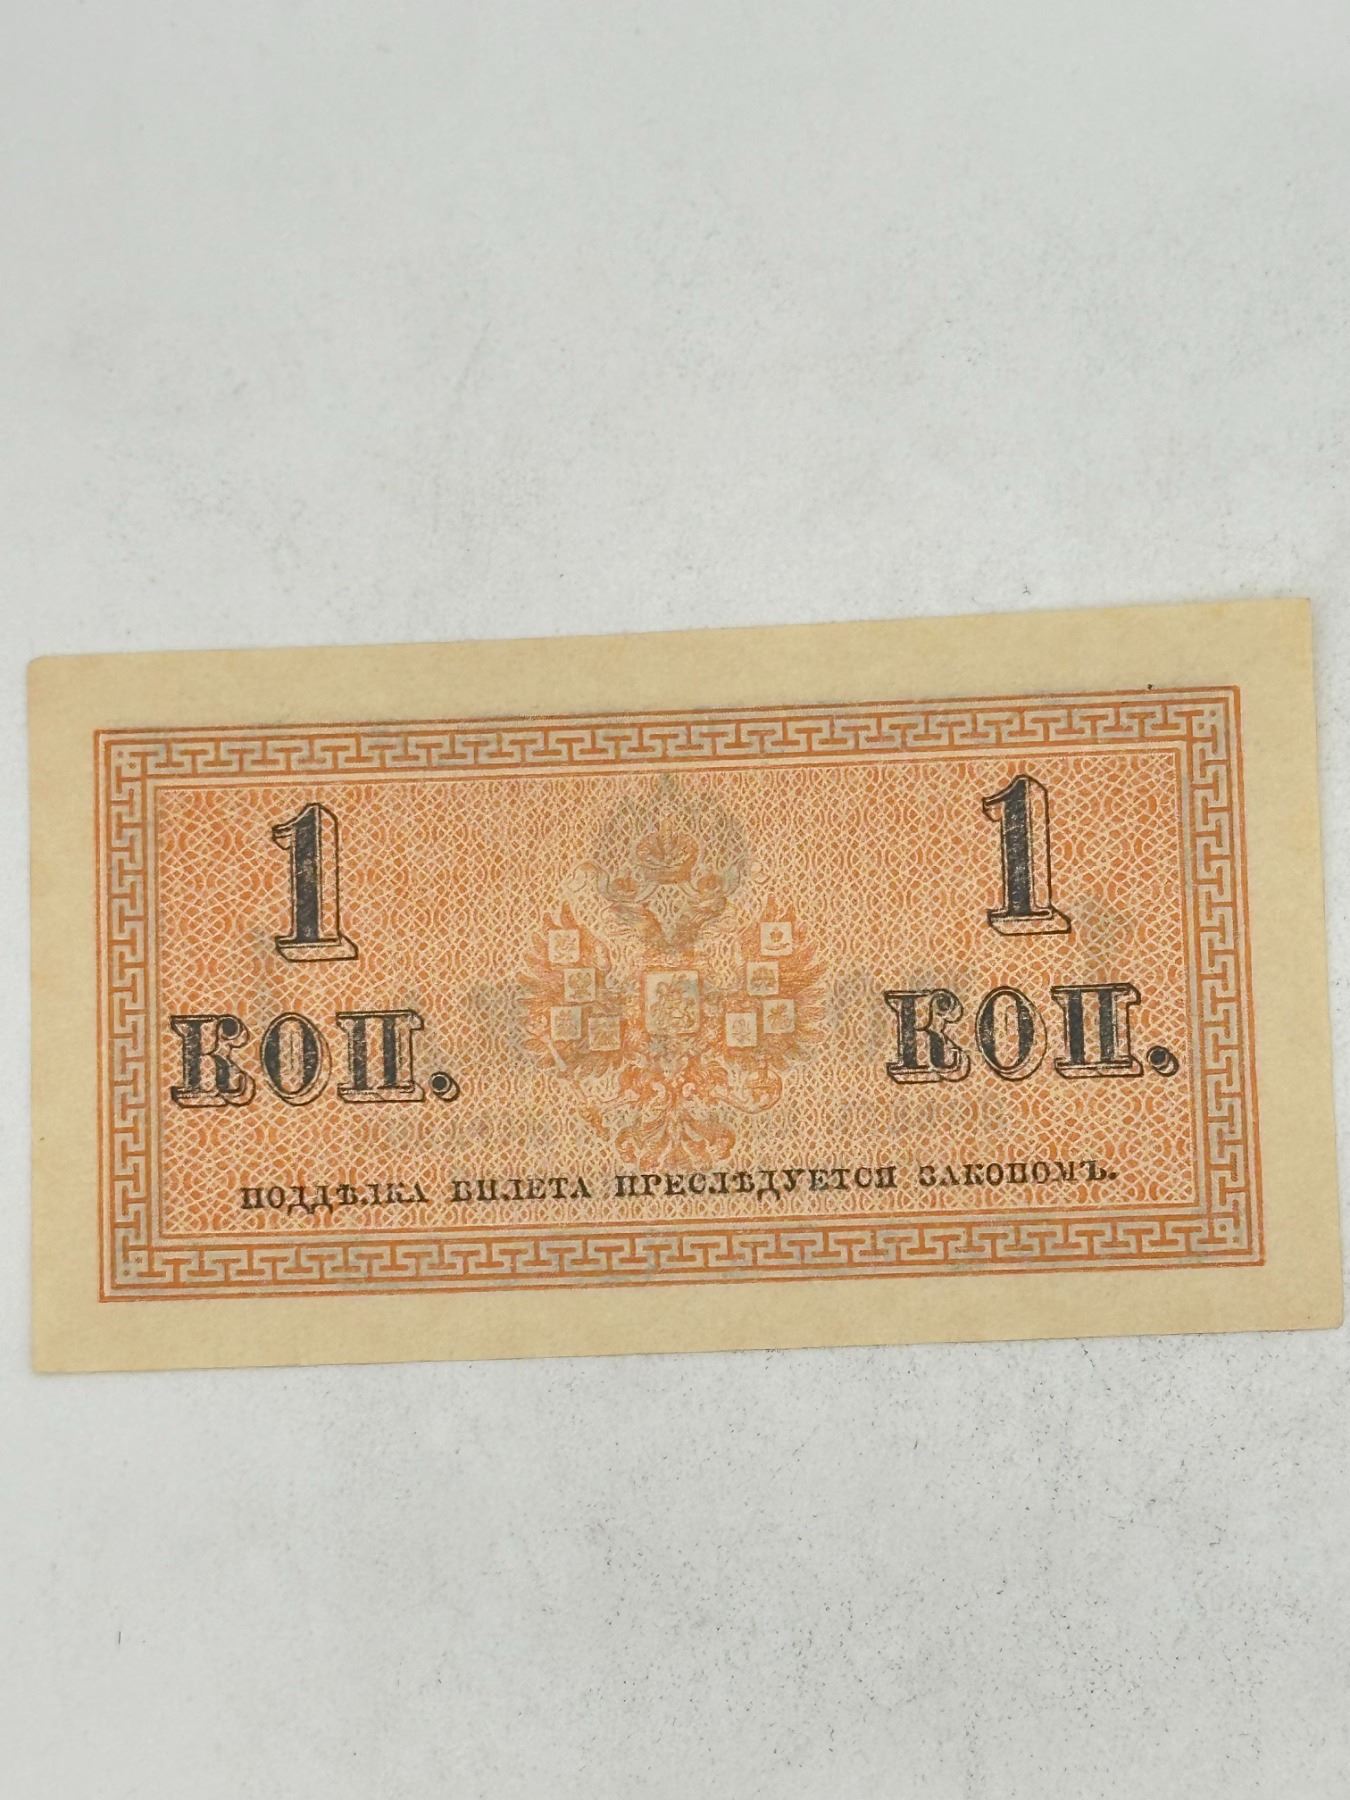 1 1
КОП. КОП.
ПОДДѢЛКА БИЛЕТА ПРЕСЛѢДУЕТСЯ ЗАКОНОМЪ.